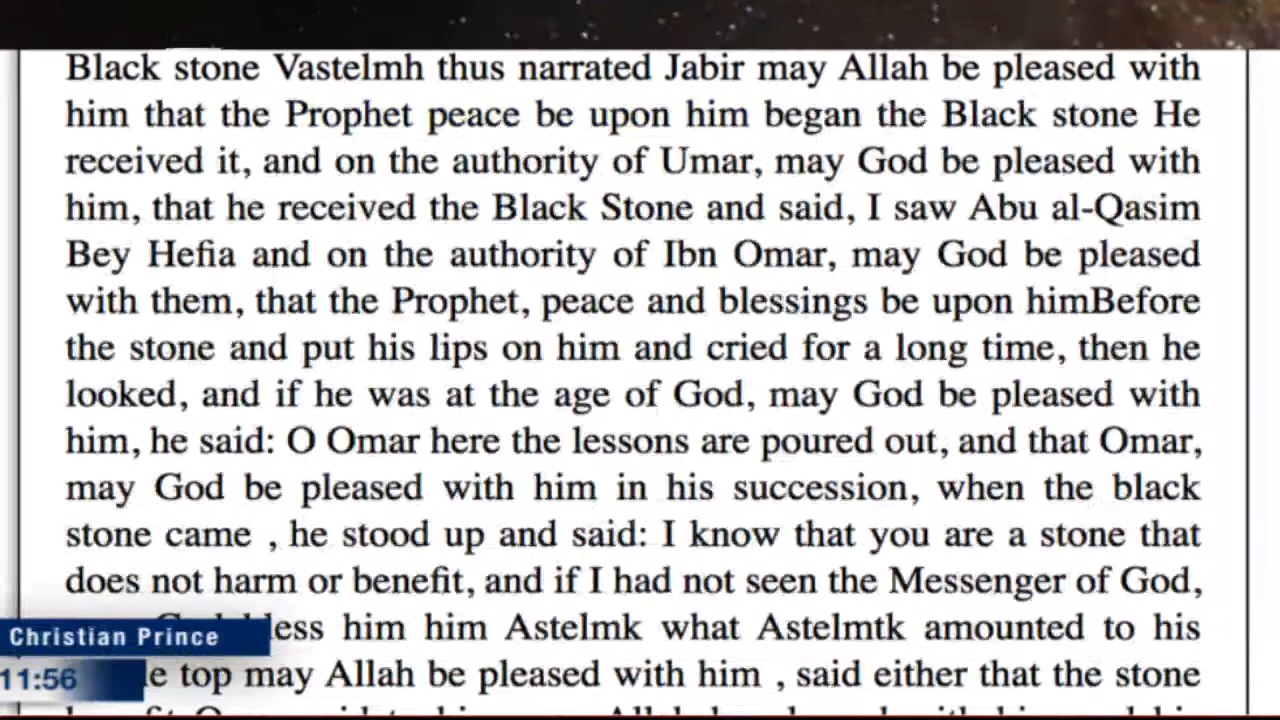 Black stone Vastelmh thus narrated Jabir may Allah be pleased with
him that the Prophet peace be upon him began the Black stone He
received it, and on the authority of Umar, may God be pleased with
him, that he received the Black Stone and said, I saw Abu al-Qasim
Bey Hefia and on the authority of Ibn Omar, may God be pleased
with them, that the Prophet, peace and blessings be upon himBefore
the stone and put his lips on him and cried for a long time, then he
looked, and if he was at the age of God, may God be pleased with
him, he said: O Omar here the lessons are poured out, and that Omar,
may God be pleased with him in his succession, when the black
stone came , he stood up and said: I know that you are a stone that
does not harm or benefit, and if I had not seen the Messenger of God,
him him Astelmk what Astelmtk amounted to his
top may Allah be pleased with him , said either that the stone
Christian Prince
11:56